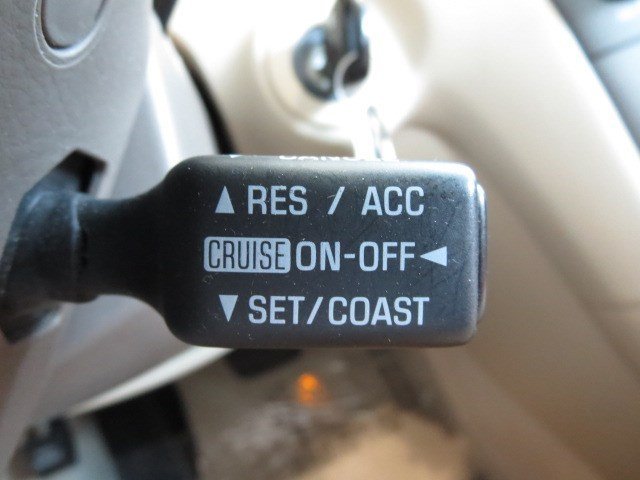 ▲ RES / ACC
CRUISE ON-OFF ◀
▼ SET/COAST